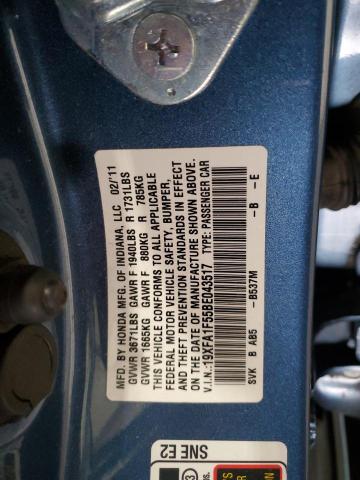 MFD. BY HONDA MFG. OF INDIANA, LLC 02/'11
GVWR 3671LBS GAWR F 1940LBS R 1731LBS
GVWR 1665KG GAWR F 880KG R 785KG
THIS VEHICLE CONFORMS TO ALL APPLICABLE
FEDERAL MOTOR VEHICLE SAFETY, BUMPER,
AND THEFT PREVENTION STANDARDS IN EFFECT
ON THE DATE OF MANUFACTURE SHOWN ABOVE.
V.I.N.:19XFA1F55BE043517 TYPE: PASSENGER CAR
SVK B AB5 -B537M -B -E
SNE E2